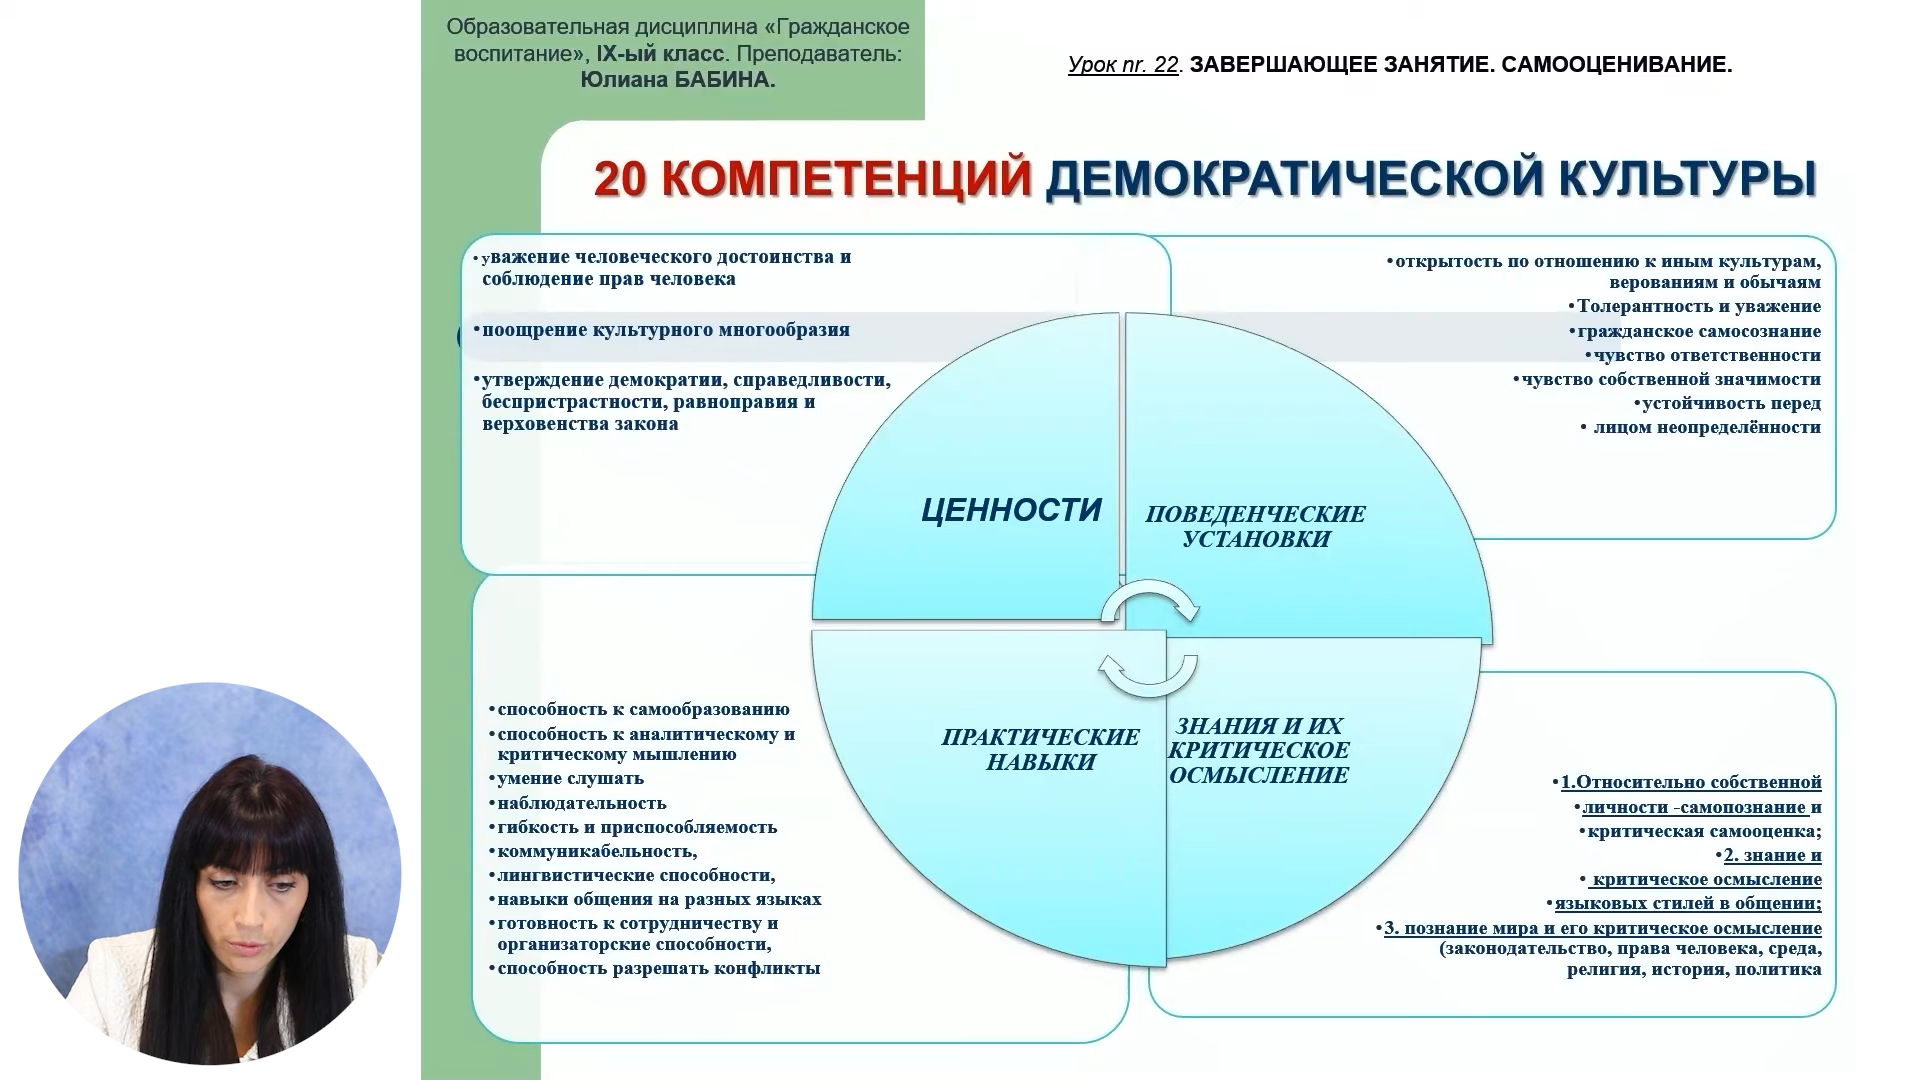 Образовательная дисциплина «Гражданское
воспитание», IX-ый класс. Преподаватель:
Юлиана БАБИНА.
Урок nr. 22. ЗАВЕРШАЮЩЕЕ ЗАНЯТИЕ. САМООЦЕНИВАНИЕ.
20 КОМПЕТЕНЦИЙ ДЕМОКРАТИЧЕСКОЙ КУЛЬТУРЫ
•уважение человеческого достоинства и
соблюдение прав человека
•поощрение культурного многообразия
•утверждение демократии, справедливости,
беспристрастности, равноправия и
верховенства закона
•открытость по отношению к иным культурам,
верованиям и обычаям
•Толерантность и уважение
•гражданское самосознание
•чувство ответственности
•чувство собственной значимости
•устойчивость перед
• лицом неопределённости
ЦЕННОСТИ
ПОВЕДЕНЧЕСКИЕ
УСТАНОВКИ
ПРАКТИЧЕСКИЕ
НАВЫКИ
ЗНАНИЯ И ИХ
КРИТИЧЕСКОЕ
ОСМЫСЛЕНИЕ
•способность к самообразованию
•способность к аналитическому и
критическому мышлению
•умение слушать
•наблюдательность
•гибкость и приспособляемость
•коммуникабельность,
•лингвистические способности,
•навыки общения на разных языках
•готовность к сотрудничеству и
организаторские способности,
•способность разрешать конфликты
•1.Относительно собственной
•личности -самопознание и
•критическая самооценка;
•2. знание и
• критическое осмысление
•языковых стилей в общении;
•3. познание мира и его критическое осмысление
(законодательство, права человека, среда,
религия, история, политика